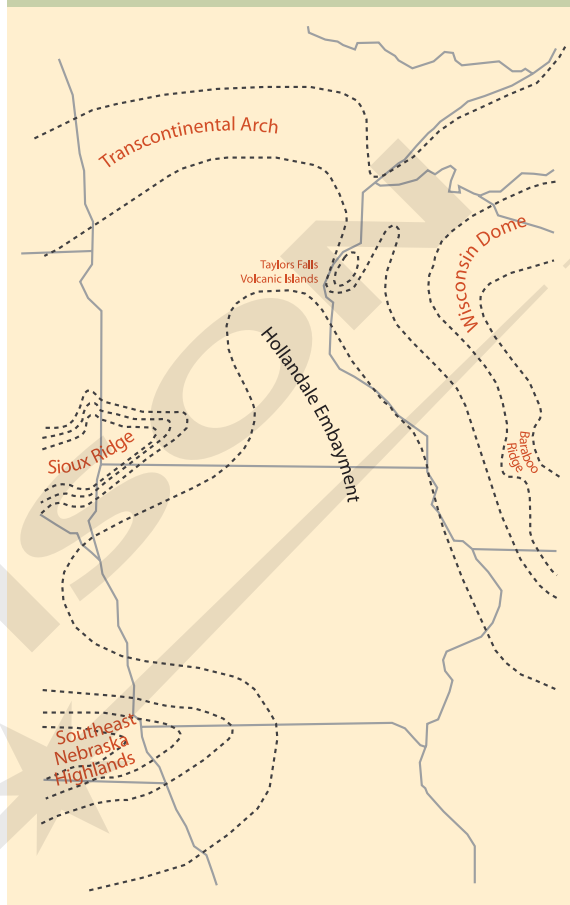 Transcontinental Arch
Wisconsin Dome
Taylors Falls
Volcanic Islands
Hollandale Embayment
Baraboo
Ridge
Sioux Ridge
Southeast
Nebraska
Highlands